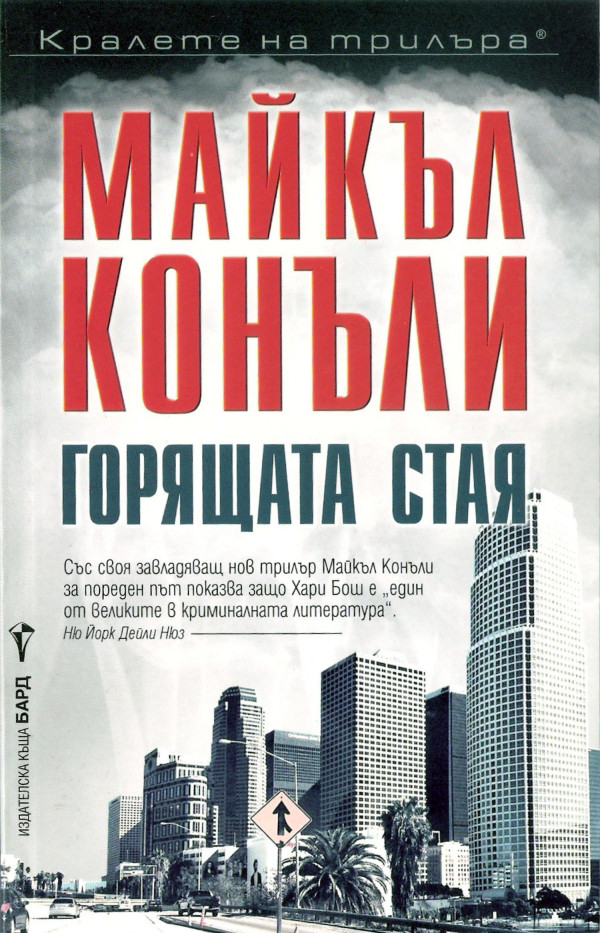 Кралете на трилъра®
МАЙКЪЛ
КОНЪЛИ
ГОРЯЩАТА СТАЯ
Със своя завладяващ нов трилър Майкъл Конъли
за пореден път показва защо Хари Бош е „един
от великите в криминалната литература“.
Ню Йорк Дейли Нюз
ИЗДАТЕЛСКА КЪЩА БАРД